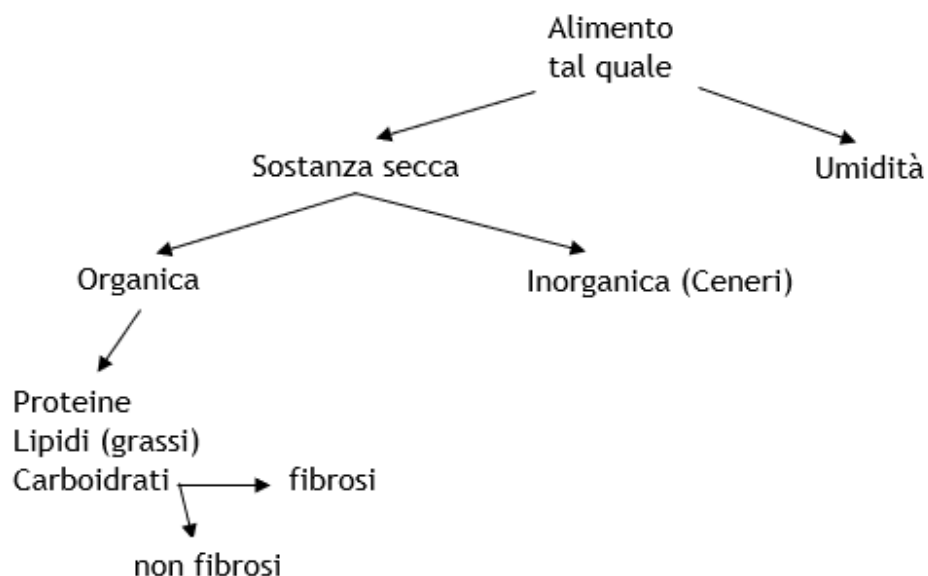 Alimento
tal quale
Sostanza secca
Umidità
Organica
Inorganica (Ceneri)
Proteine
Lipidi (grassi)
Carboidrati
fibrosi
non fibrosi